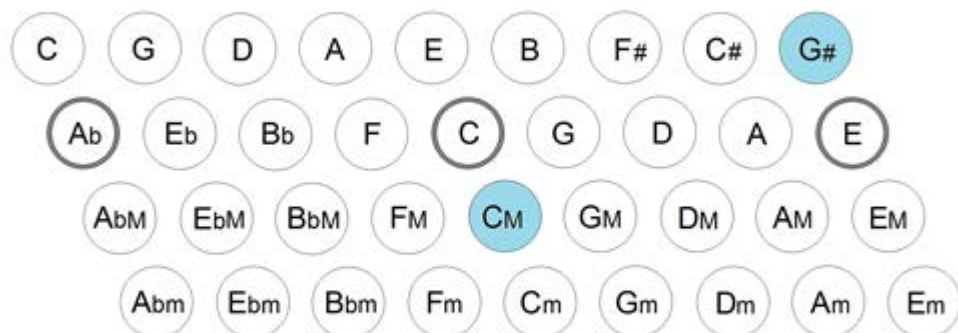 C G D A E B F# C# G#
Ab Eb Bb F C G D A E
AbM EbM BbM FM CM GM DM AM EM
Abm Ebm Bbm Fm Cm Gm Dm Am Em